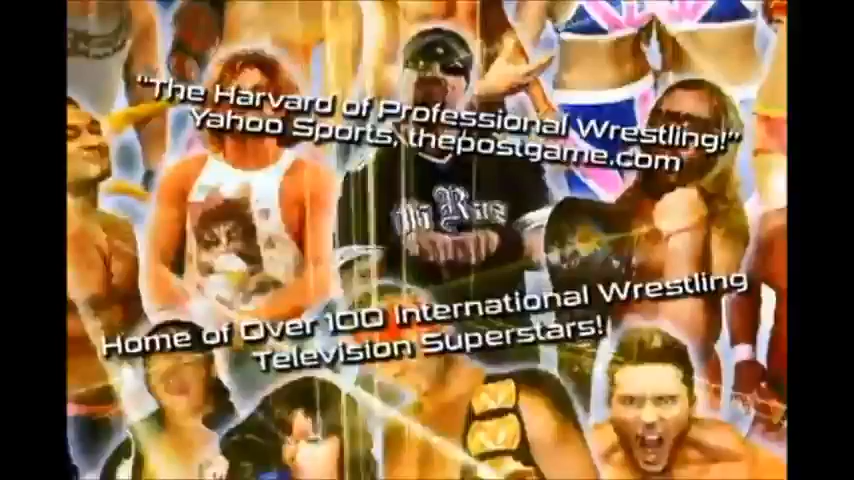 "The Harvard of Professional Wrestling!"
Yahoo Sports, thepostgame.com
Home of Over 100 International Wrestling
Television Superstars!